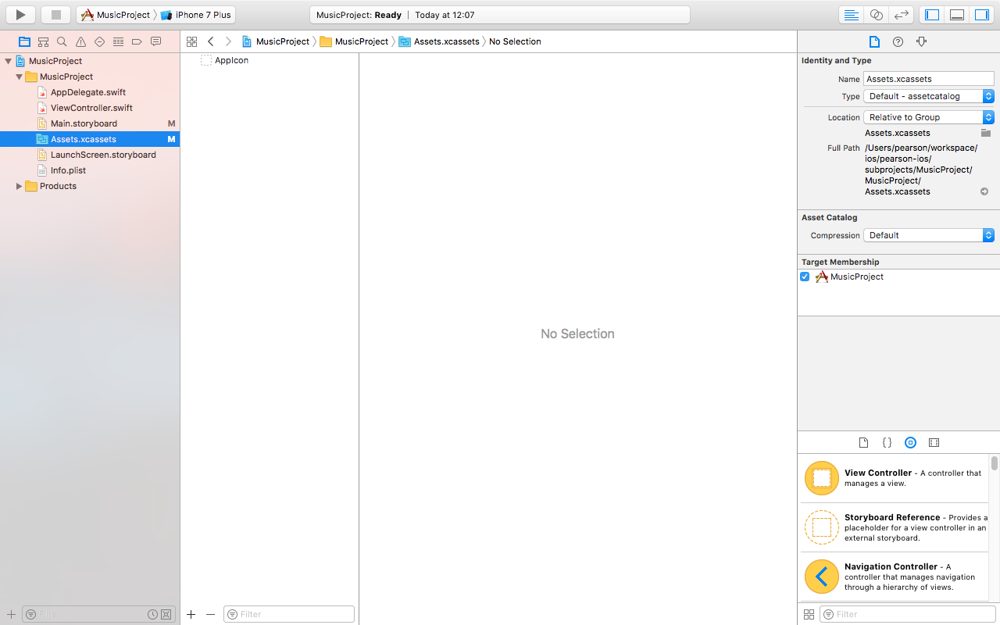 MusicProject iPhone 7 Plus MusicProject: Ready Today at 12:07
MusicProject MusicProject Assets.xcassets No Selection
MusicProject
MusicProject
AppDelegate.swift
ViewController.swift
Main.storyboard M
Assets.xcassets M
LaunchScreen.storyboard
Info.plist
Products
Filter
AppIcon
Filter
No Selection
Identity and Type
Name Assets.xcassets
Type Default - assetcatalog
Location Relative to Group
Assets.xcassets
Full Path /Users/pearson/workspace/
ios/pearson-ios/
subprojects/MusicProject/
MusicProject/
Assets.xcassets
Asset Catalog
Compression Default
Target Membership
MusicProject
View Controller - A controller that
manages a view.
Storyboard Reference - Provides a
placeholder for a view controller in an
external storyboard.
Navigation Controller - A
controller that manages navigation
through a hierarchy of views.
Filter